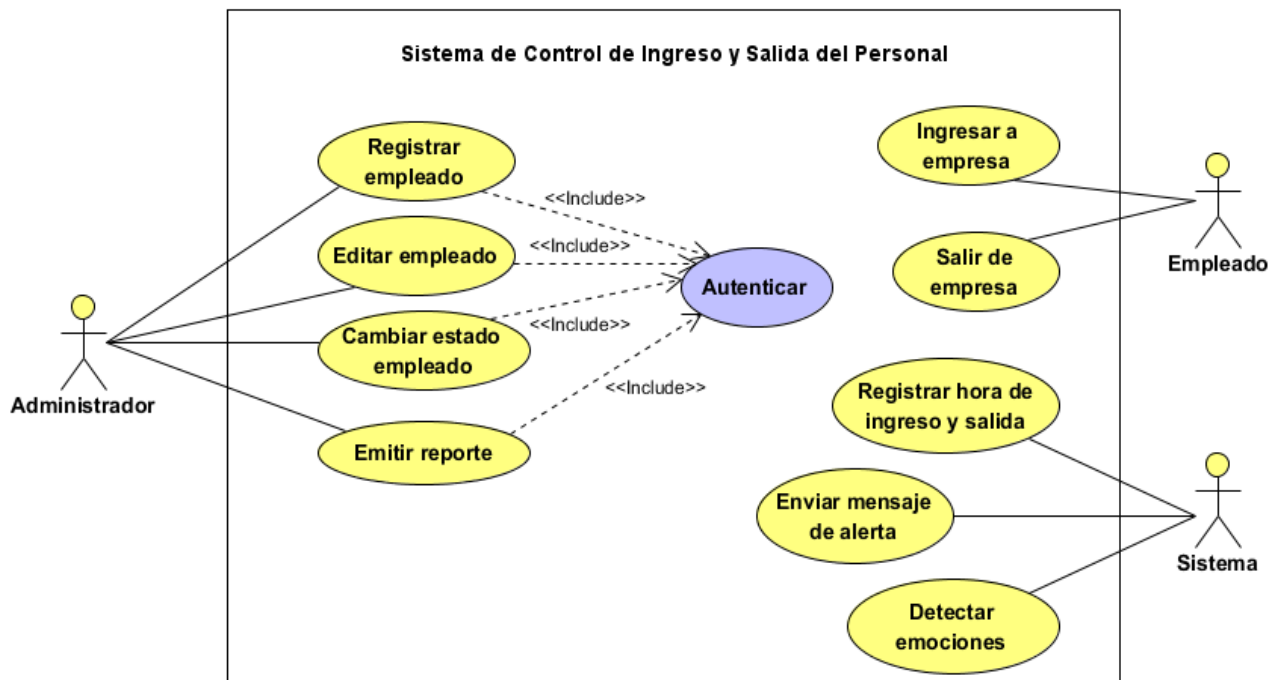 Sistema de Control de Ingreso y Salida del Personal
Registrar
empleado
<<Include>>
Editar empleado
<<Include>>
Cambiar estado
empleado
<<Include>>
Emitir reporte
<<Include>>
Autenticar
Administrador
Ingresar a
empresa
Salir de
empresa
Empleado
Registrar hora de
ingreso y salida
Enviar mensaje
de alerta
Detectar
emociones
Sistema